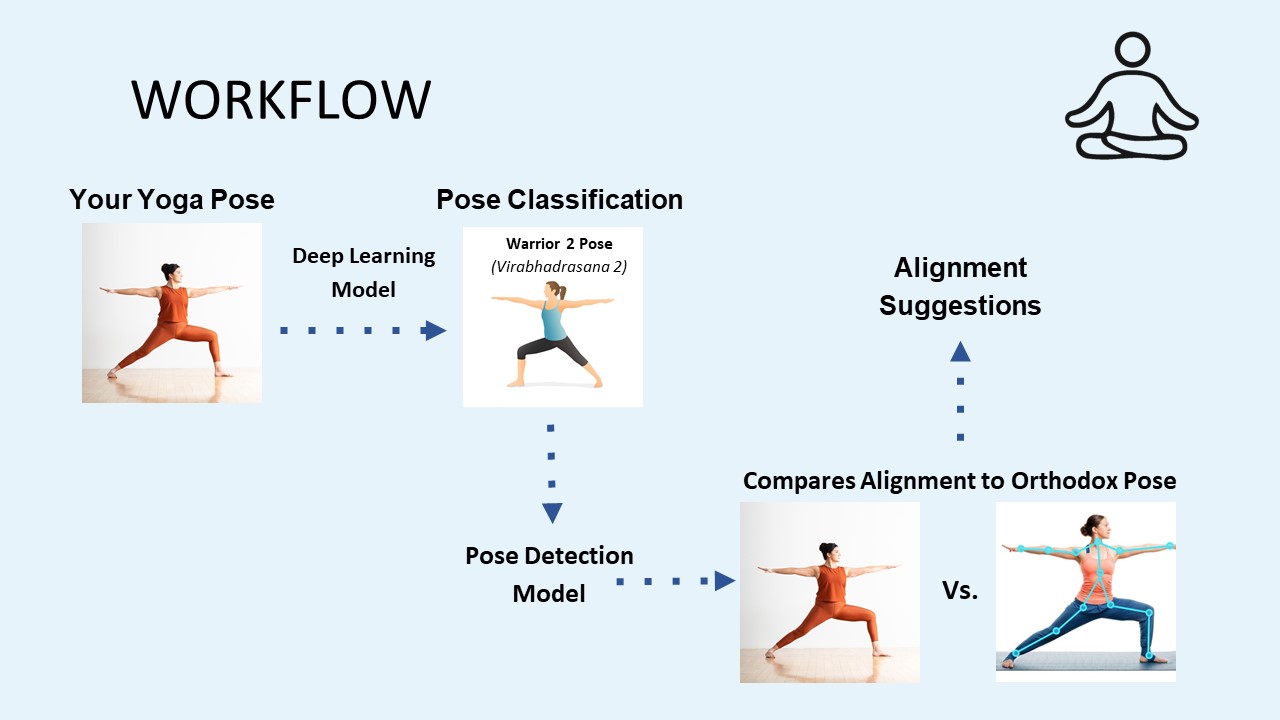 WORKFLOW
Your Yoga Pose
Deep Learning
Model
Pose Classification
Warrior 2 Pose
(Virabhadrasana 2)
Pose Detection
Model
Compares Alignment to Orthodox Pose
Vs.
Alignment
Suggestions